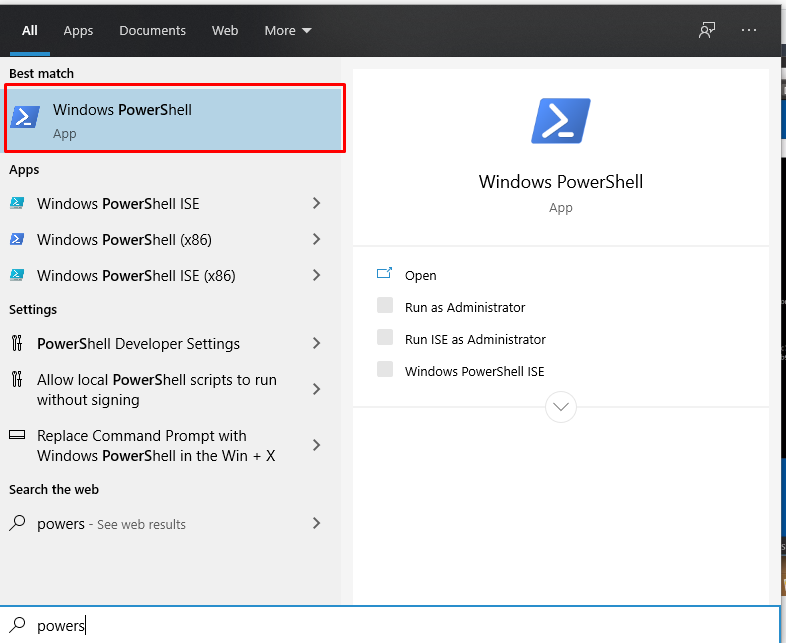 All Apps Documents Web More
Best match
Windows PowerShell
App
Apps
Windows PowerShell ISE
Windows PowerShell (x86)
Windows PowerShell ISE (x86)
Settings
PowerShell Developer Settings
Allow local PowerShell scripts to run
without signing
Replace Command Prompt with
Windows PowerShell in the Win + X
Search the web
powers - See web results
Windows PowerShell
App
Open
Run as Administrator
Run ISE as Administrator
Windows PowerShell ISE
powers